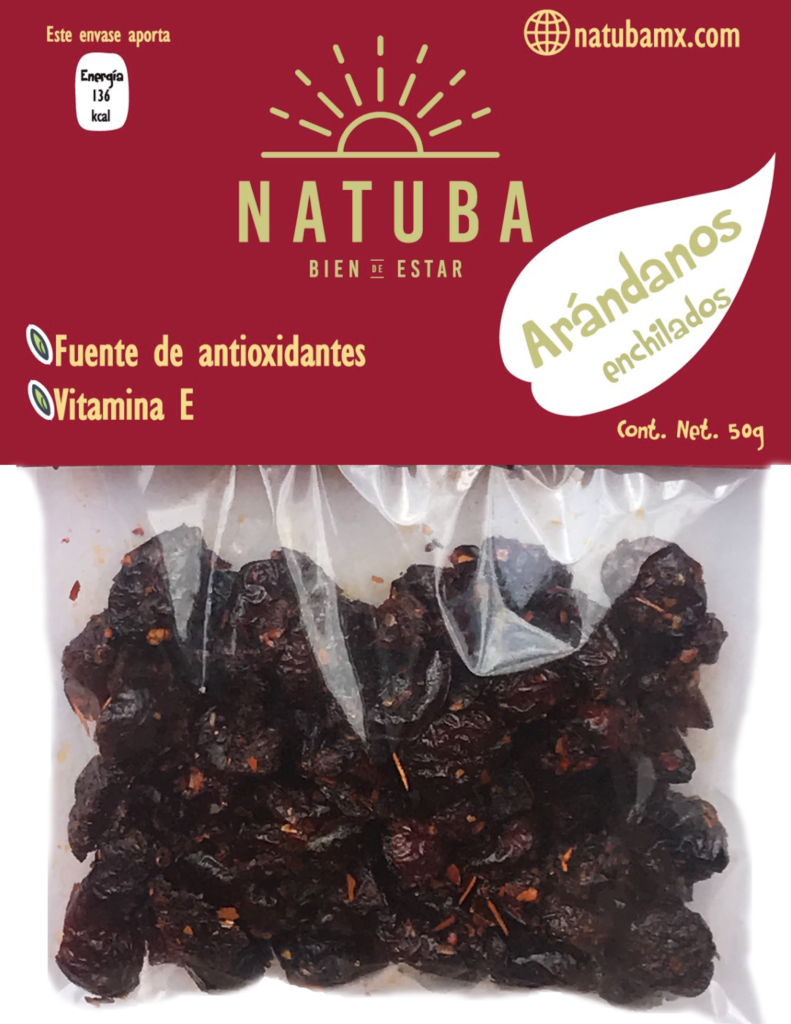 Este envase aporta
Energía
136
kcal
natubamx.com
NATUBA
BIEN DE ESTAR
Arándanos
enchilados
Fuente de antioxidantes
Vitamina E
Cont. Net. 50g